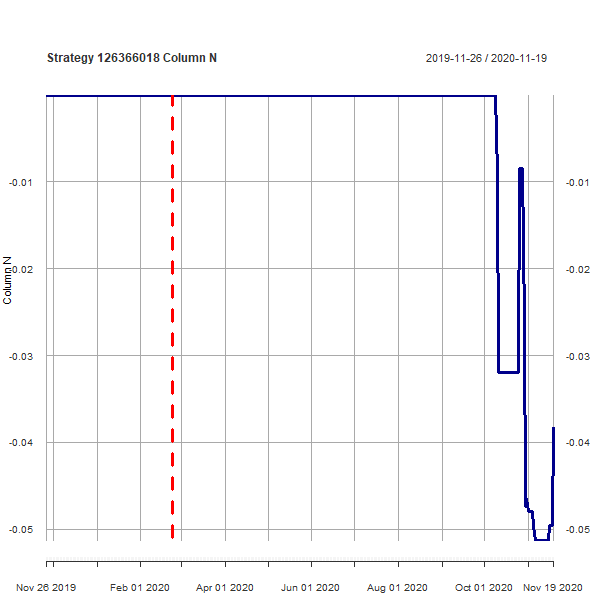 Strategy 126366018 Column N
2019-11-26 / 2020-11-19
-0.01 -0.01
-0.02 -0.02
Column N
-0.03 -0.03
-0.04 -0.04
-0.05 -0.05
Nov 26 2019 Feb 01 2020 Apr 01 2020 Jun 01 2020 Aug 01 2020 Oct 01 2020 Nov 19 2020